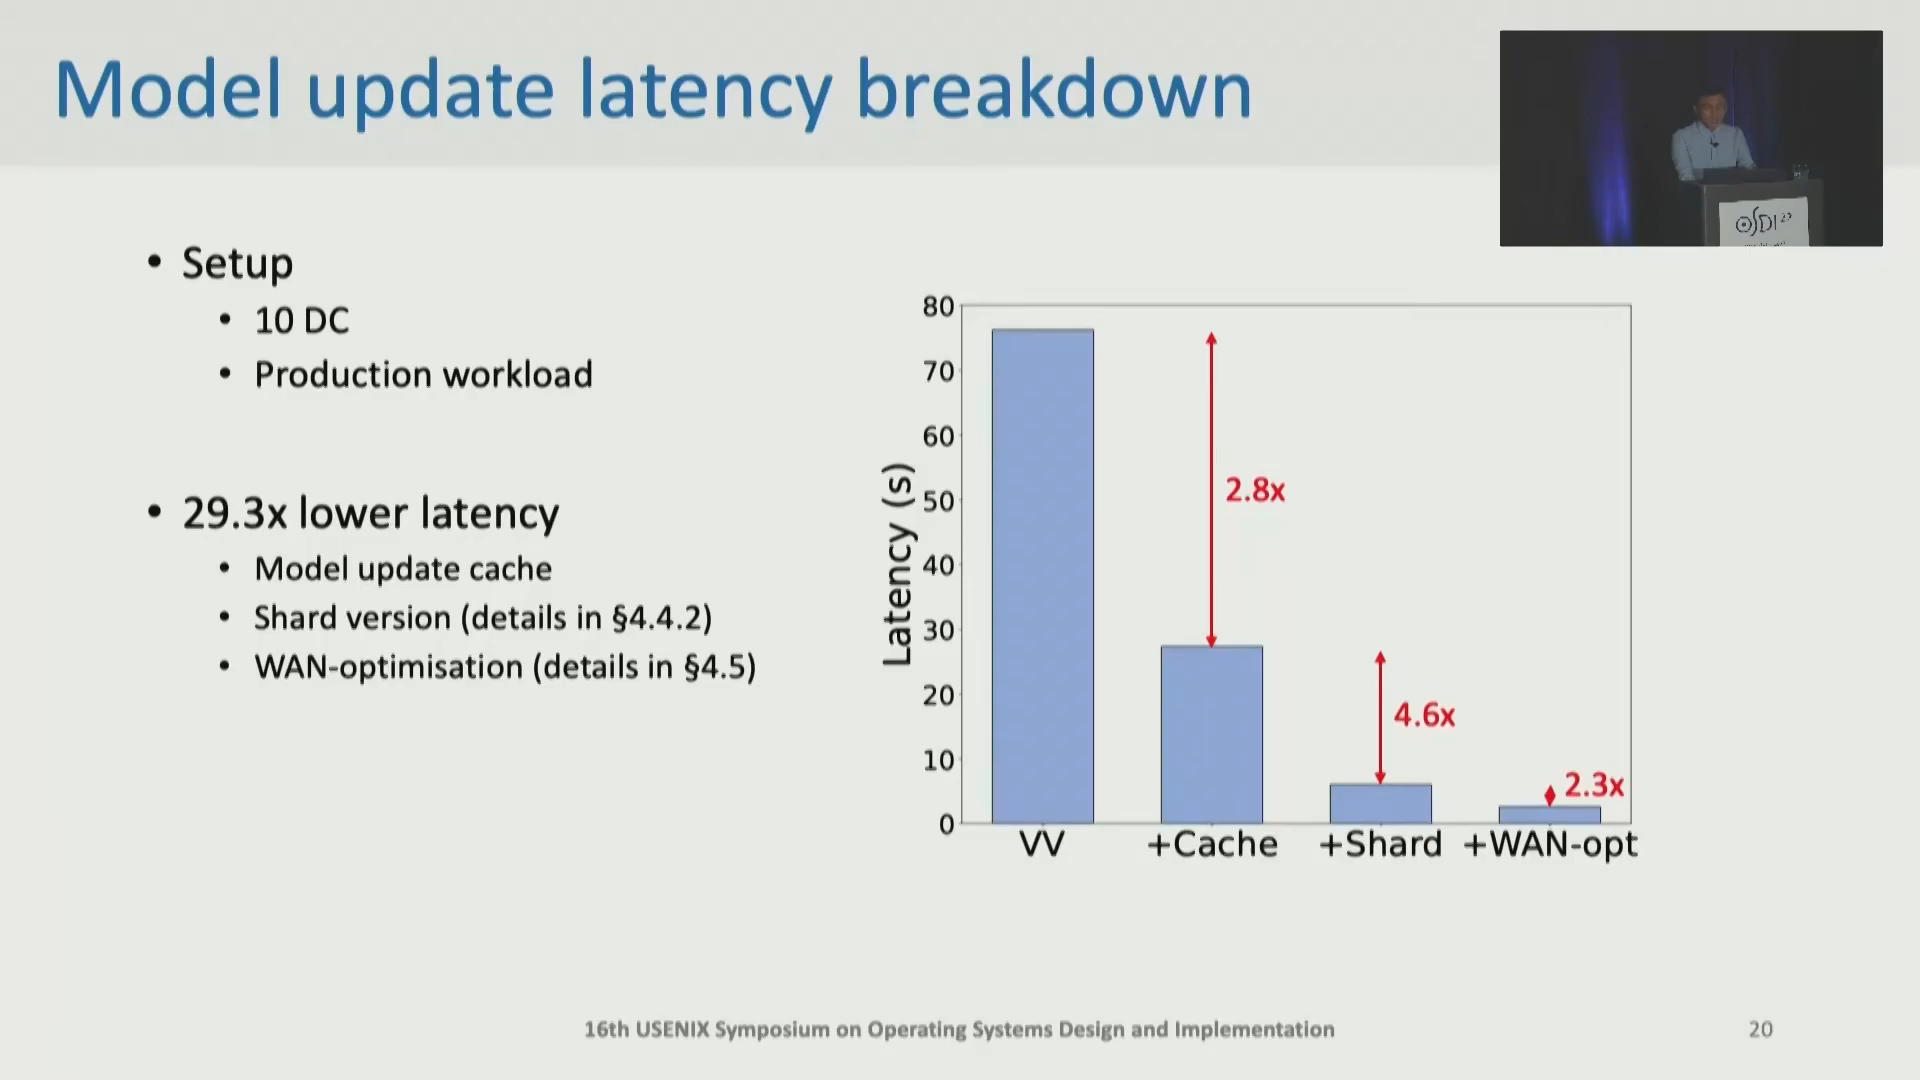 Model update latency breakdown
• Setup
• 10 DC
• Production workload
• 29.3x lower latency
• Model update cache
• Shard version (details in §4.4.2)
• WAN-optimisation (details in §4.5)
Latency (s)
80
70
60
50
40
30
20
10
0
2.8x
4.6x
2.3x
VV
+Cache
+Shard
+WAN-opt
16th USENIX Symposium on Operating Systems Design and Implementation
20